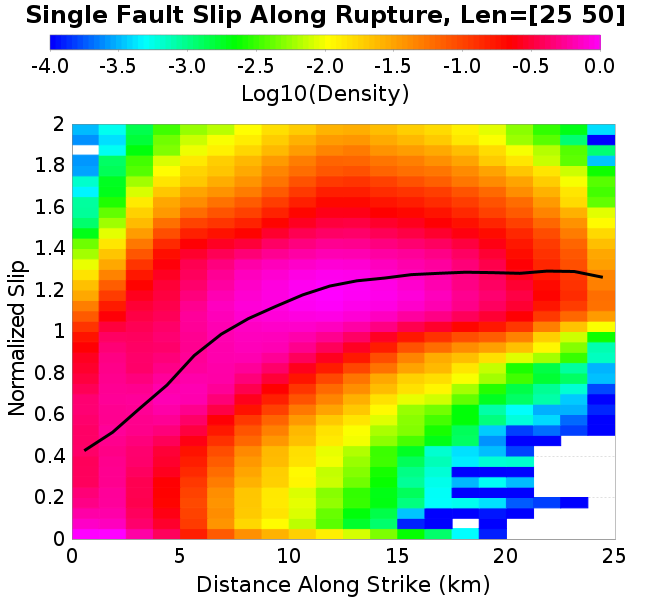 Single Fault Slip Along Rupture, Len=[25 50]
-4.0 -3.5 -3.0 -2.5 -2.0 -1.5 -1.0 -0.5 0.0
Log10(Density)
2
1.8
1.6
1.4
1.2
1
0.8
0.6
0.4
0.2
0
Normalized Slip
0 5 10 15 20 25
Distance Along Strike (km)